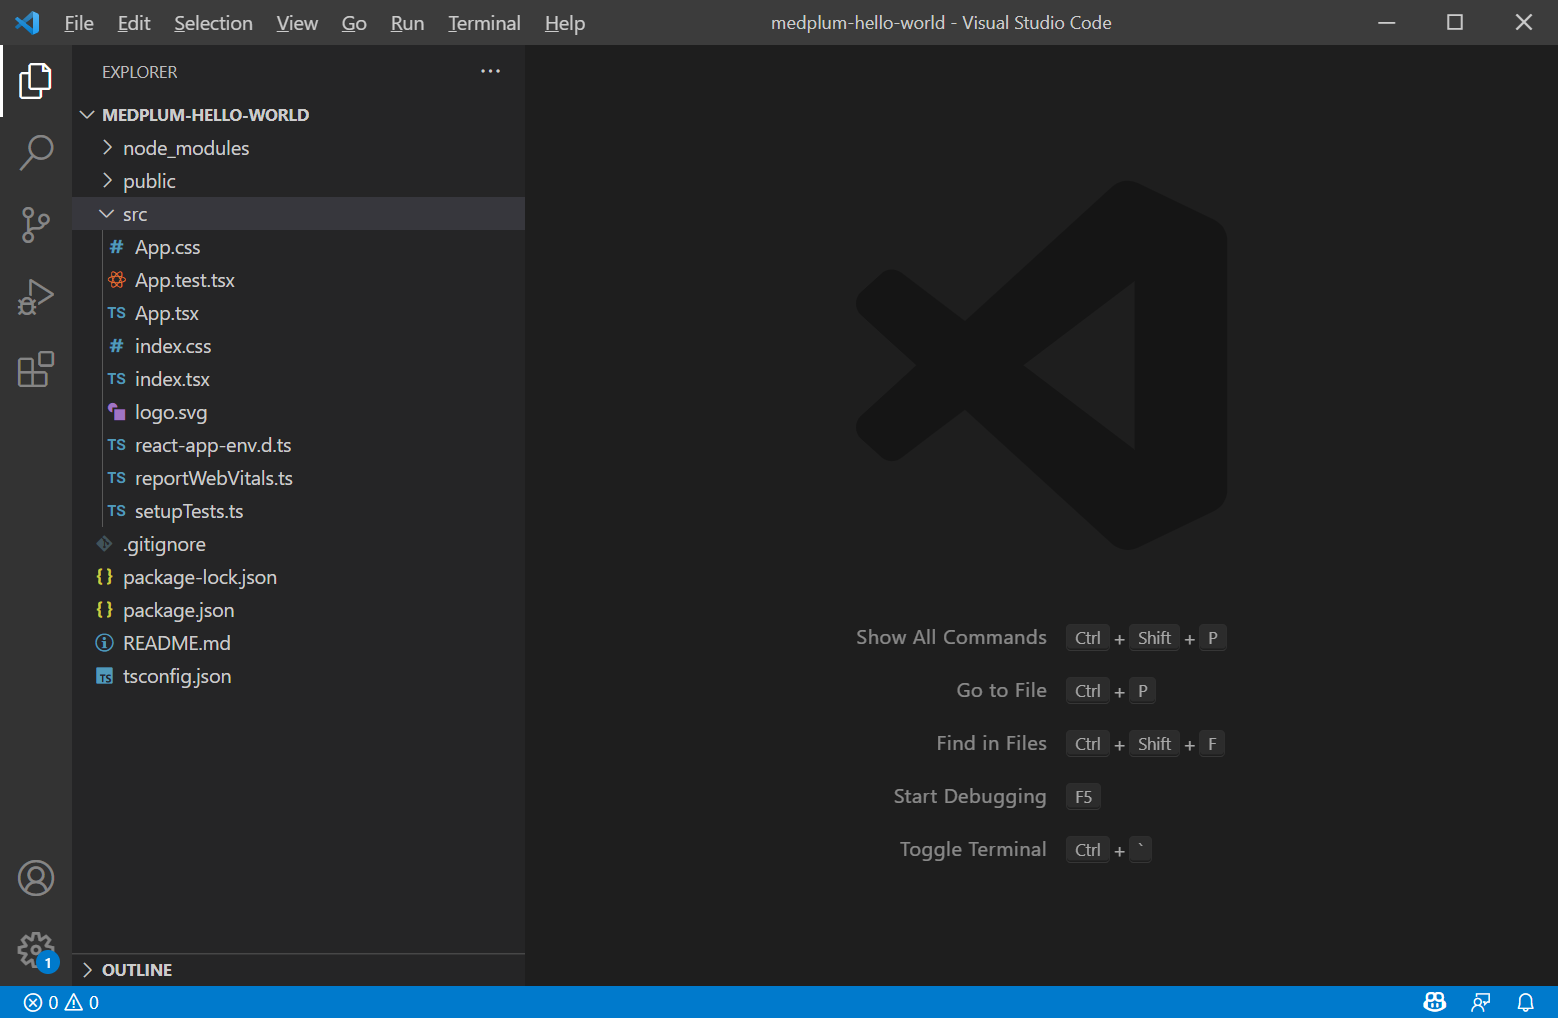 File Edit Selection View Go Run Terminal Help medplum-hello-world - Visual Studio Code
EXPLORER
MEDPLUM-HELLO-WORLD
node_modules
public
src
# App.css
App.test.tsx
TS App.tsx
# index.css
TS index.tsx
logo.svg
TS react-app-env.d.ts
TS reportWebVitals.ts
TS setupTests.ts
.gitignore
{} package-lock.json
{} package.json
README.md
TS tsconfig.json
Show All Commands Ctrl + Shift + P
Go to File Ctrl + P
Find in Files Ctrl + Shift + F
Start Debugging F5
Toggle Terminal Ctrl + `
1
OUTLINE
0 0